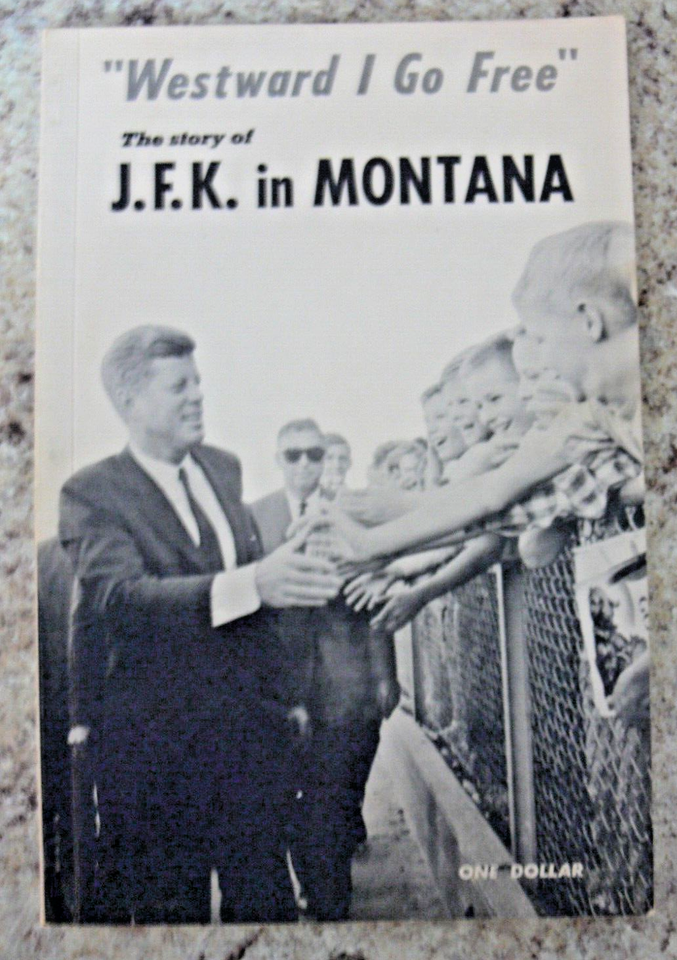 "Westward I Go Free"
The story of
J.F.K. in MONTANA
ONE DOLLAR